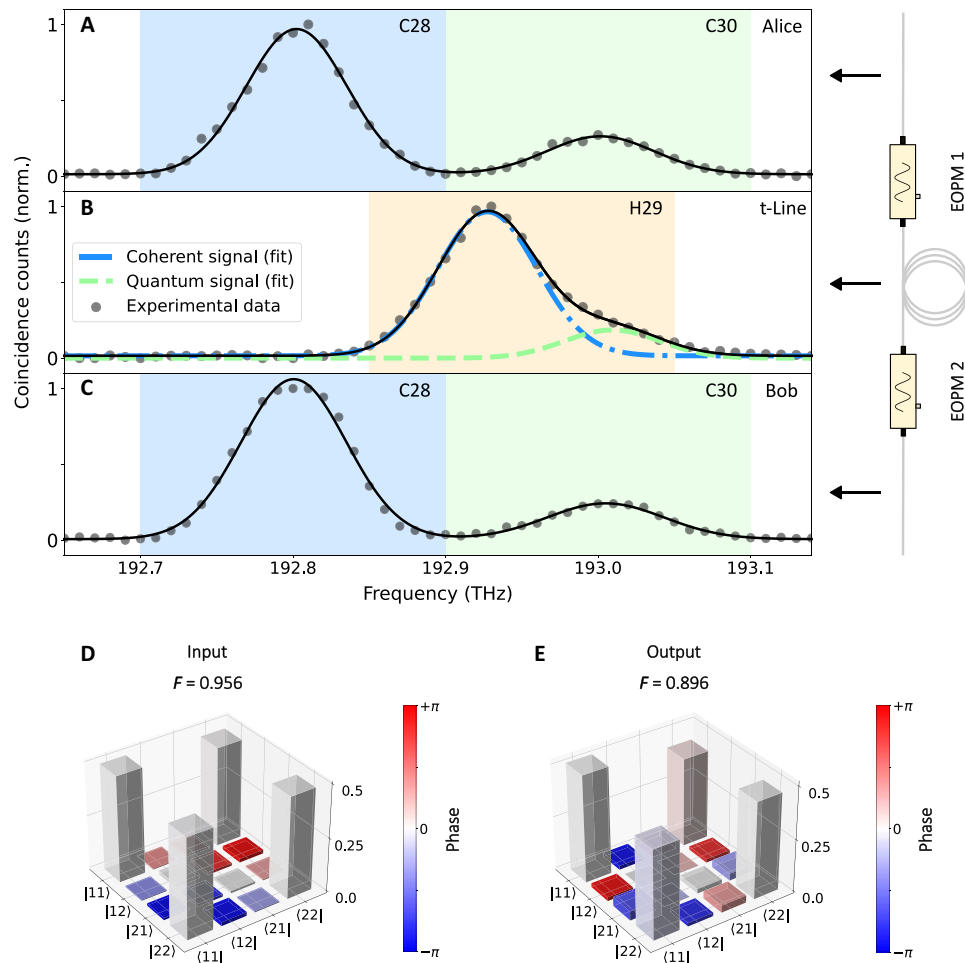 A C28 C30 Alice
1
0
B H29 t-Line
1
0
Coherent signal (fit)
Quantum signal (fit)
Experimental data
C C28 C30 Bob
1
0
Coincidence counts (norm.)
192.7 192.8 192.9 193.0 193.1
Frequency (THz)
EOPM 1
EOPM 2
D Input
F = 0.956
+π
0
−π
Phase
0.5
0.25
0.0
|11⟩
|12⟩
|21⟩
|22⟩
⟨11|
⟨12|
⟨21|
⟨22|
E Output
F = 0.896
+π
0
−π
Phase
0.5
0.25
0.0
|11⟩
|12⟩
|21⟩
|22⟩
⟨11|
⟨12|
⟨21|
⟨22|